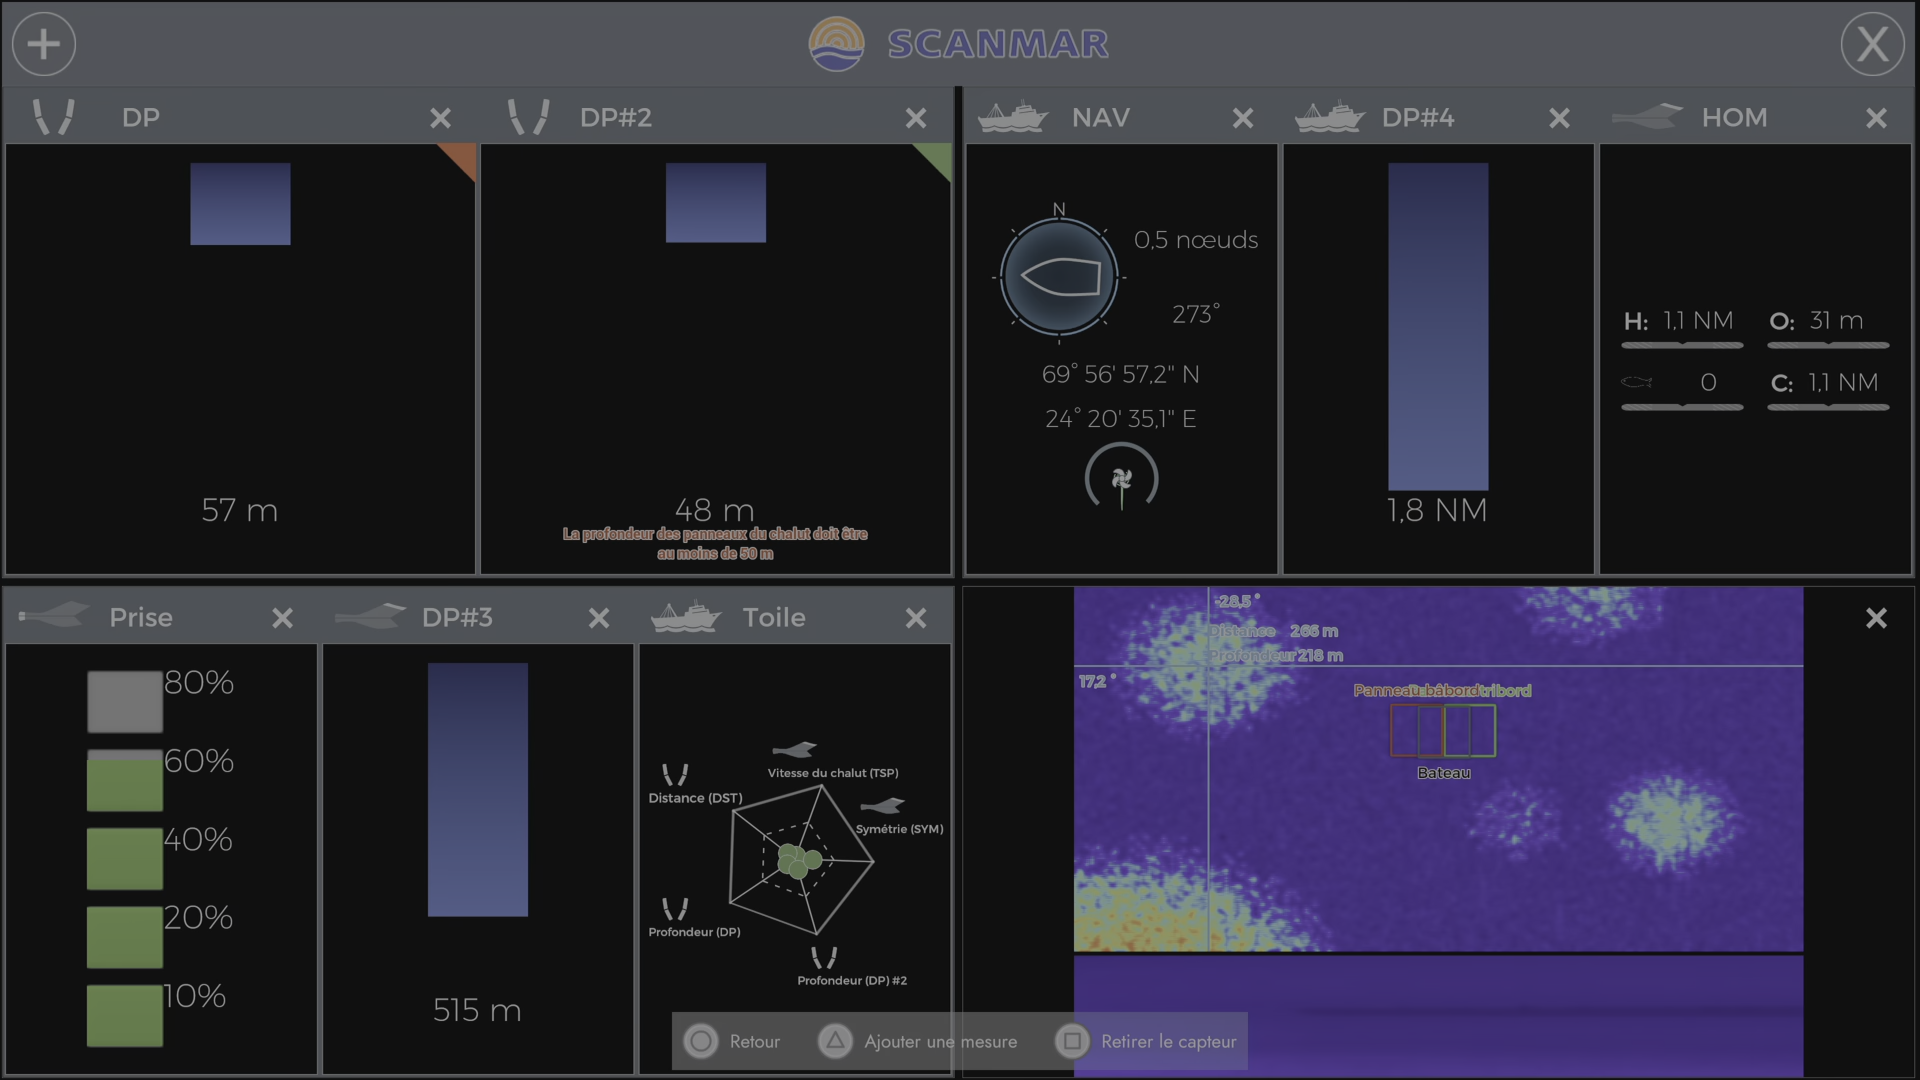 SCANMAR
X
DP
DP#2
NAV
DP#4
HOM
57 m
48 m
La profondeur des panneaux du chalut doit être
au moins de 50 m
N
0,5 nœuds
273°
69° 56' 57,2" N
24° 20' 35,1" E
1,8 NM
H: 1,1 NM
O: 31 m
0
C: 1,1 NM
Prise
DP#3
Toile
80%
60%
40%
20%
10%
515 m
Vitesse du chalut (TSP)
Distance (DST)
Symétrie (SYM)
Profondeur (DP)
Profondeur (DP) #2
-28,5 °
Distance 266 m
Profondeur 218 m
17,2 °
Panneau bâbord
tribord
Bateau
Retour
Ajouter une mesure
Retirer le capteur